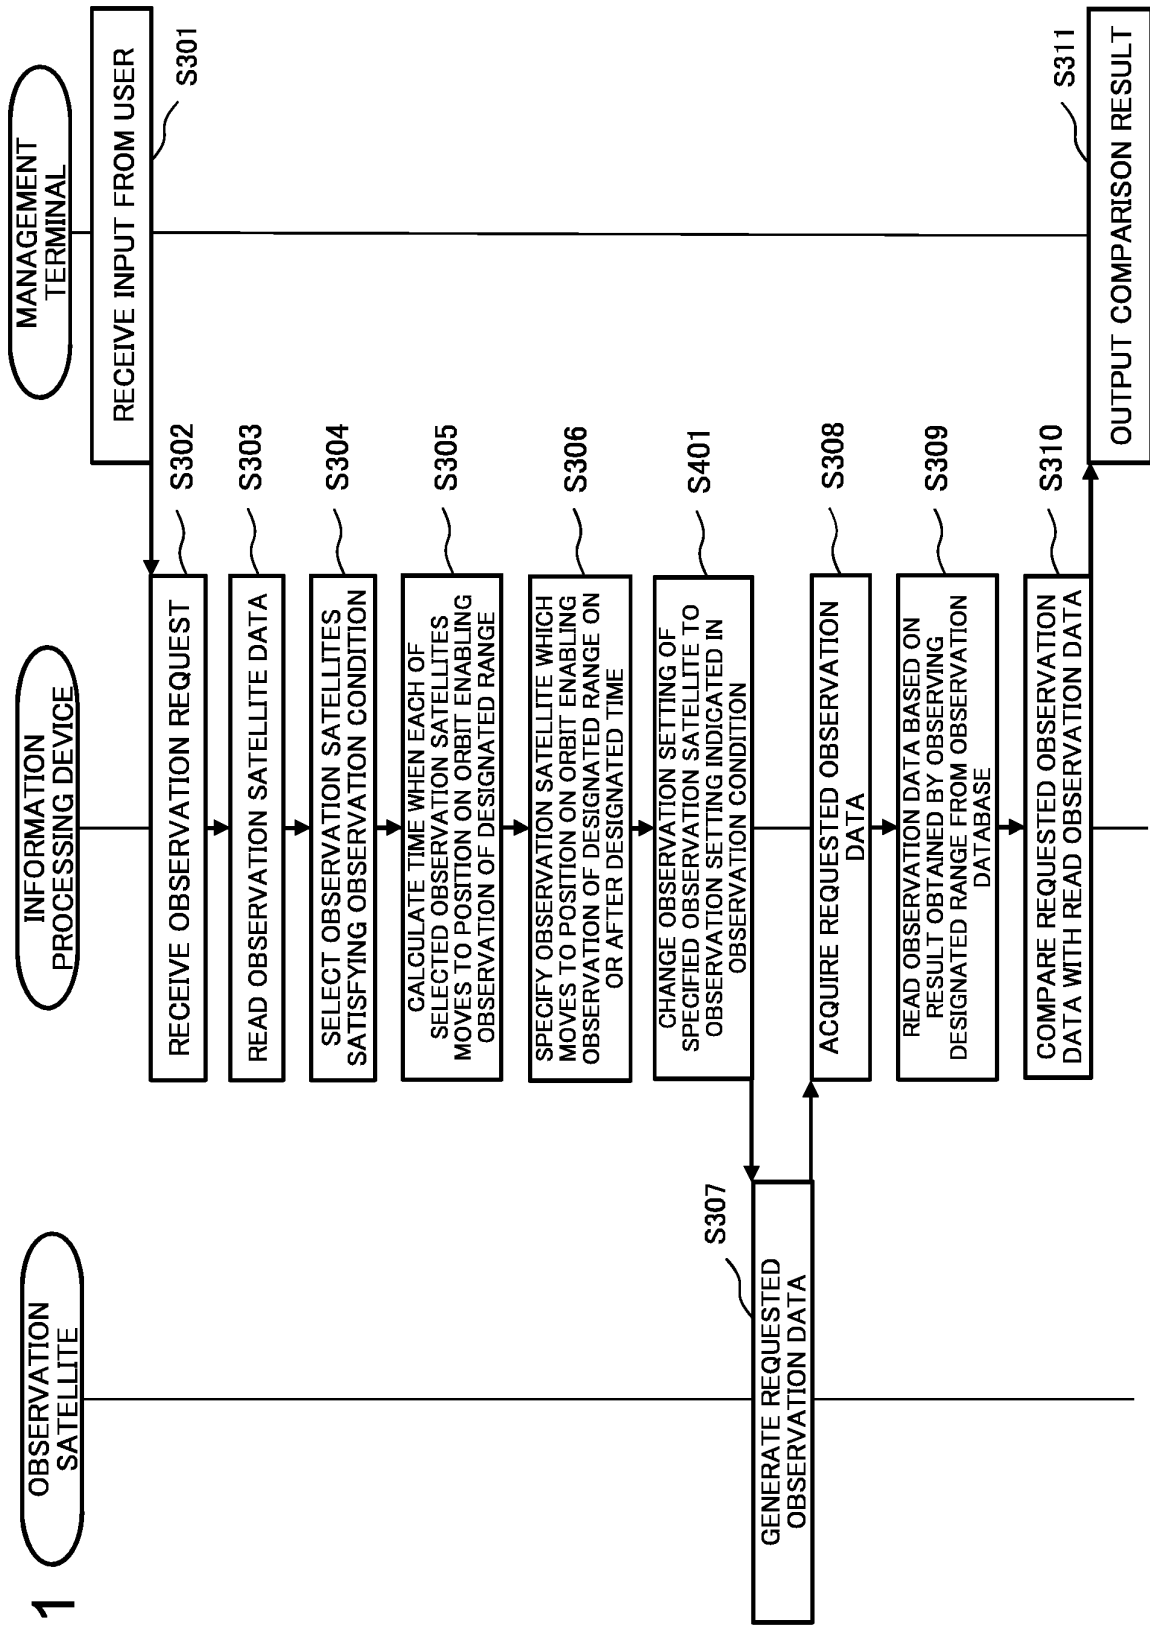 1
OBSERVATION
SATELLITE
INFORMATION
PROCESSING DEVICE
MANAGEMENT
TERMINAL
RECEIVE INPUT FROM USER
S301
RECEIVE OBSERVATION REQUEST
S302
READ OBSERVATION SATELLITE DATA
S303
SELECT OBSERVATION SATELLITES
SATISFYING OBSERVATION CONDITION
S304
CALCULATE TIME WHEN EACH OF
SELECTED OBSERVATION SATELLITES
MOVES TO POSITION ON ORBIT ENABLING
OBSERVATION OF DESIGNATED RANGE
S305
SPECIFY OBSERVATION SATELLITE WHICH
MOVES TO POSITION ON ORBIT ENABLING
OBSERVATION OF DESIGNATED RANGE ON
OR AFTER DESIGNATED TIME
S306
CHANGE OBSERVATION SETTING OF
SPECIFIED OBSERVATION SATELLITE TO
OBSERVATION SETTING INDICATED IN
OBSERVATION CONDITION
S401
GENERATE REQUESTED
OBSERVATION DATA
S307
ACQUIRE REQUESTED OBSERVATION
DATA
S308
READ OBSERVATION DATA BASED ON
RESULT OBTAINED BY OBSERVING
DESIGNATED RANGE FROM OBSERVATION
DATABASE
S309
COMPARE REQUESTED OBSERVATION
DATA WITH READ OBSERVATION DATA
S310
OUTPUT COMPARISON RESULT
S311